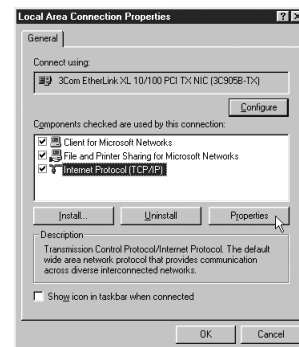 Local Area Connection Properties
General
Connect using:
3Com EtherLink XL 10/100 PCI TX NIC (3C905B-TX)
Configure
Components checked are used by this connection:
Client for Microsoft Networks
File and Printer Sharing for Microsoft Networks
Internet Protocol (TCP/IP)
Install...
Uninstall
Properties
Description
Transmission Control Protocol/Internet Protocol. The default
wide area network protocol that provides communication
across diverse interconnected networks.
Show icon in taskbar when connected
OK
Cancel